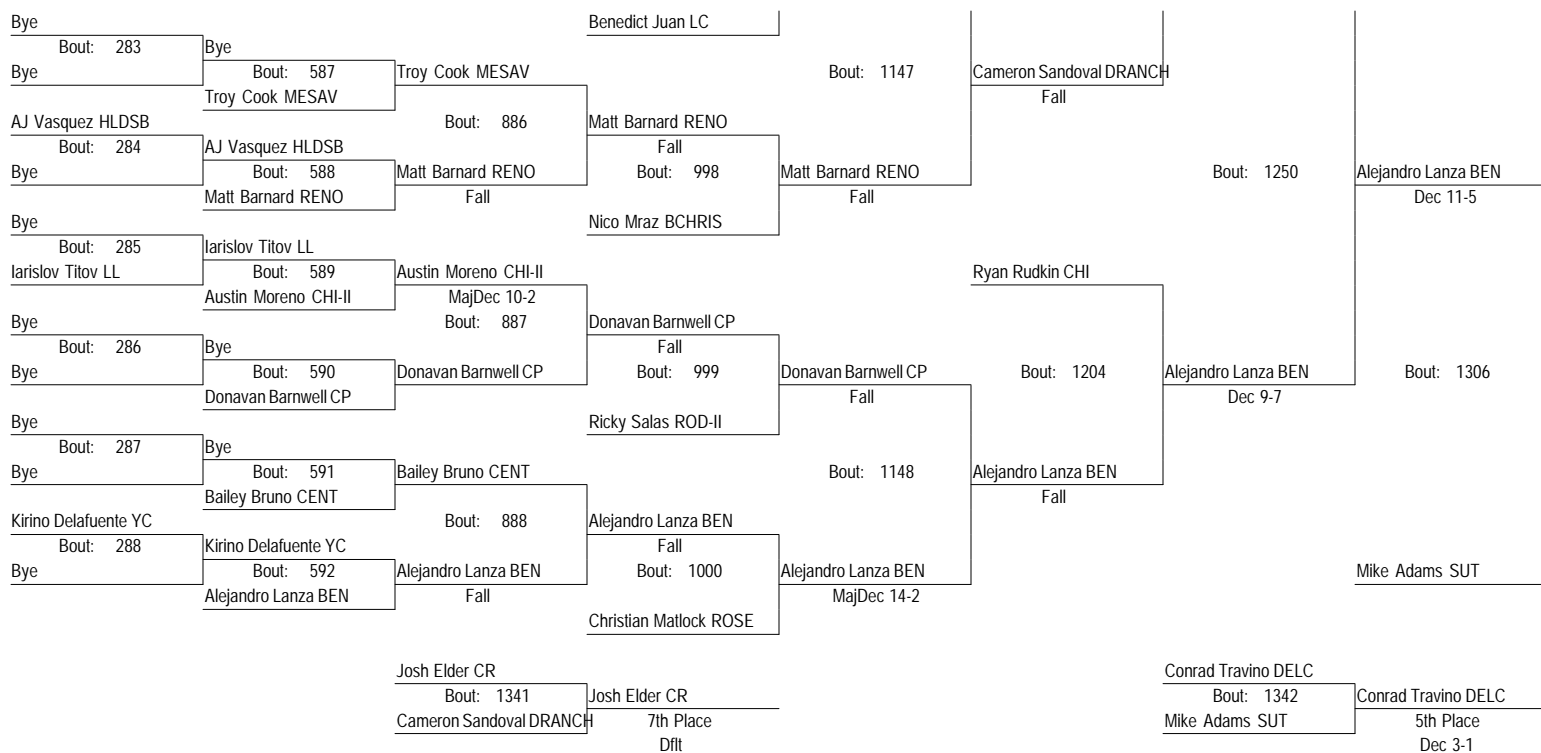 Bye
Benedict Juan LC
Bout: 283
Bye
Bye
Bout: 587
Troy Cook MESAV
Bout: 1147
Cameron Sandoval DRANCH
Troy Cook MESAV
Fall
AJ Vasquez HLDSB
Bout: 886
Matt Barnard RENO
Bout: 284
AJ Vasquez HLDSB
Fall
Bye
Bout: 588
Matt Barnard RENO
Bout: 998
Matt Barnard RENO
Bout: 1250
Alejandro Lanza BEN
Matt Barnard RENO
Fall
Fall
Dec 11-5
Bye
Nico Mraz BCHRIS
Bout: 285
Iarislov Titov LL
Iarislov Titov LL
Bout: 589
Austin Moreno CHI-II
Ryan Rudkin CHI
Austin Moreno CHI-II
MajDec 10-2
Bye
Bout: 887
Donavan Barnwell CP
Bout: 286
Bye
Fall
Bye
Bout: 590
Donavan Barnwell CP
Bout: 999
Donavan Barnwell CP
Bout: 1204
Alejandro Lanza BEN
Bout: 1306
Donavan Barnwell CP
Fall
Dec 9-7
Bye
Ricky Salas ROD-II
Bout: 287
Bye
Bye
Bout: 591
Bailey Bruno CENT
Bout: 1148
Alejandro Lanza BEN
Bailey Bruno CENT
Fall
Kirino Delafuente YC
Bout: 888
Alejandro Lanza BEN
Bout: 288
Kirino Delafuente YC
Fall
Bye
Bout: 592
Alejandro Lanza BEN
Bout: 1000
Alejandro Lanza BEN
Mike Adams SUT
Alejandro Lanza BEN
Fall
MajDec 14-2
Christian Matlock ROSE
Josh Elder CR
Conrad Travino DELC
Bout: 1341
Josh Elder CR
Bout: 1342
Conrad Travino DELC
Cameron Sandoval DRANCH
7th Place
Mike Adams SUT
5th Place
Dflt
Dec 3-1